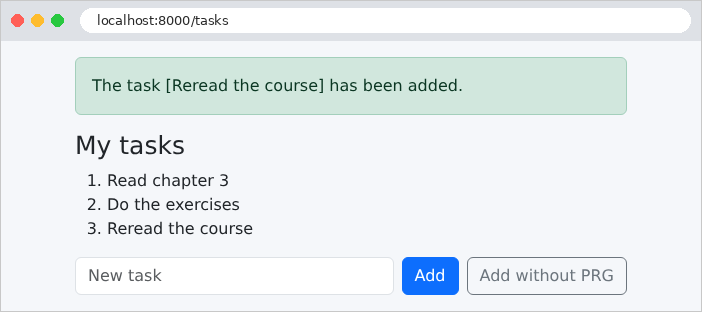 localhost:8000/tasks
The task [Reread the course] has been added.
My tasks
1. Read chapter 3
2. Do the exercises
3. Reread the course
New task
Add
Add without PRG